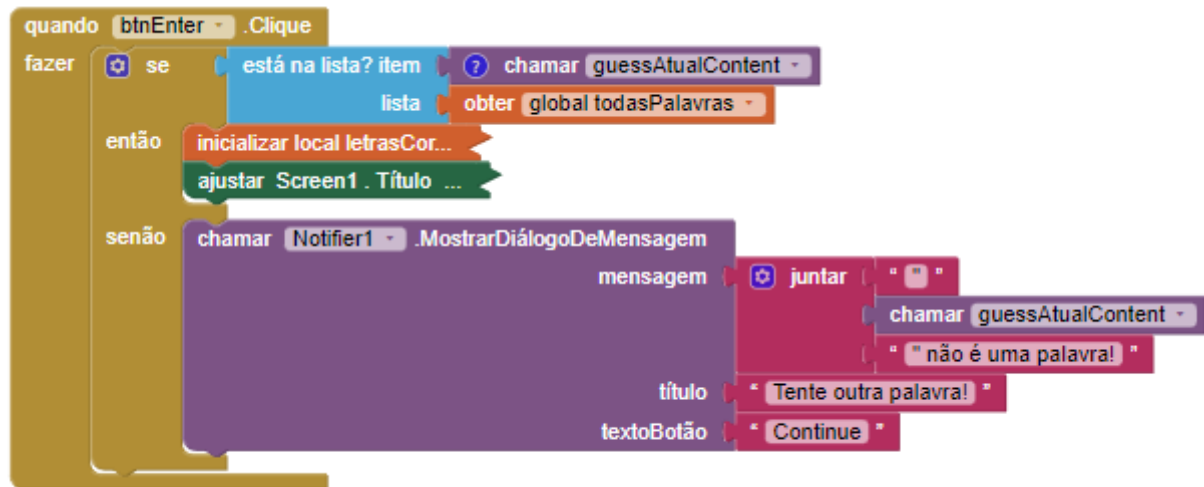 quando btnEnter .Clique
fazer se está na lista? item ? chamar guessAtualContent
lista obter global todasPalavras
então inicializar local letrasCor...
ajustar Screen1 . Título ...
senão chamar Notifier1 .MostrarDiálogoDeMensagem
mensagem juntar “ " ”
chamar guessAtualContent
“ " não é uma palavra! ”
título “ Tente outra palavra! ”
textoBotão “ Continue ”